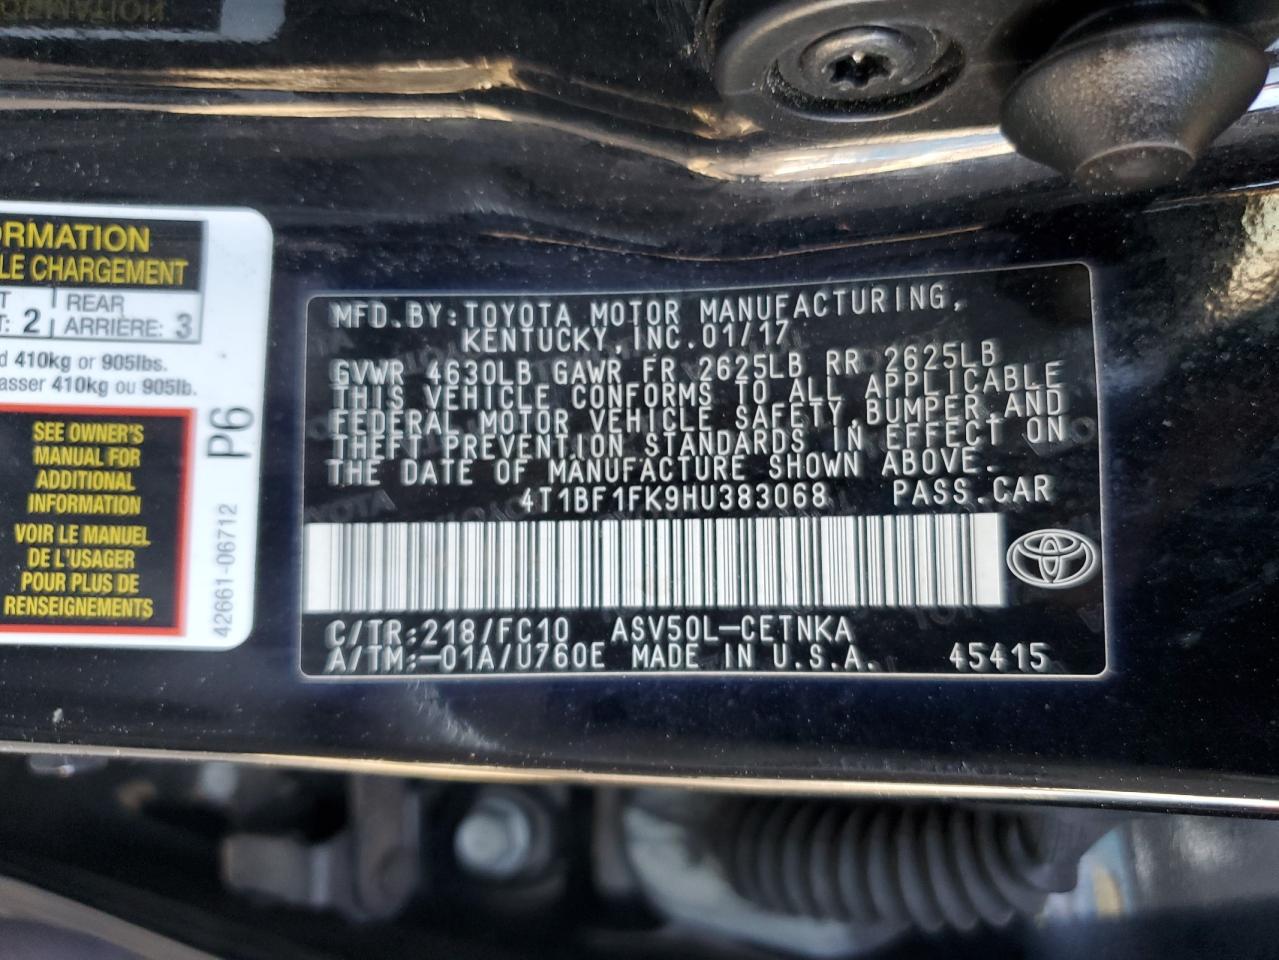 ORMATION
LE CHARGEMENT
REAR
: 2 ARRIÈRE: 3
410kg or 905lbs.
asser 410kg ou 905lb.
SEE OWNER'S
MANUAL FOR
ADDITIONAL
INFORMATION
VOIR LE MANUEL
DE L'USAGER
POUR PLUS DE
RENSEIGNEMENTS
P6
42661-06712
MFD.BY:TOYOTA MOTOR MANUFACTURING,
KENTUCKY,INC.01/17
GVWR 4630LB GAWR FR 2625LB RR 2625LB
THIS VEHICLE CONFORMS TO ALL APPLICABLE
FEDERAL MOTOR VEHICLE SAFETY,BUMPER,AND
THEFT PREVENTION STANDARDS IN EFFECT ON
THE DATE OF MANUFACTURE SHOWN ABOVE.
4T1BF1FK9HU383068 PASS.CAR
C/TR:218/FC10 ASV50L-CETNKA
A/TM:-01A/U760E MADE IN U.S.A. 45415